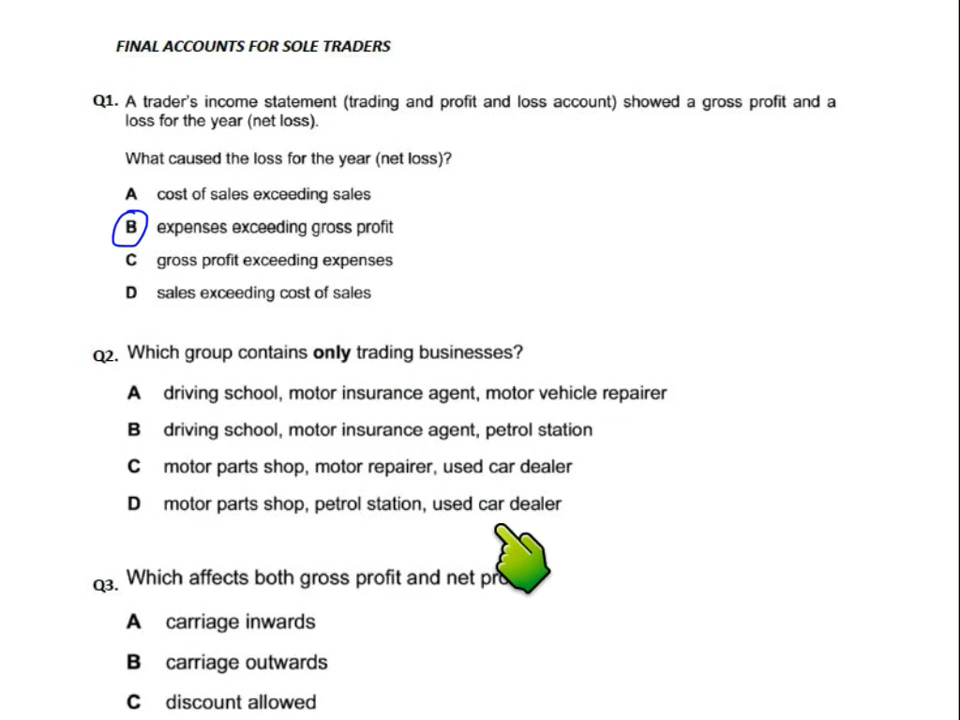 FINAL ACCOUNTS FOR SOLE TRADERS
Q1. A trader's income statement (trading and profit and loss account) showed a gross profit and a
loss for the year (net loss).
What caused the loss for the year (net loss)?
A cost of sales exceeding sales
B expenses exceeding gross profit
C gross profit exceeding expenses
D sales exceeding cost of sales
Q2. Which group contains only trading businesses?
A driving school, motor insurance agent, motor vehicle repairer
B driving school, motor insurance agent, petrol station
C motor parts shop, motor repairer, used car dealer
D motor parts shop, petrol station, used car dealer
Q3. Which affects both gross profit and net
A carriage inwards
B carriage outwards
C discount allowed